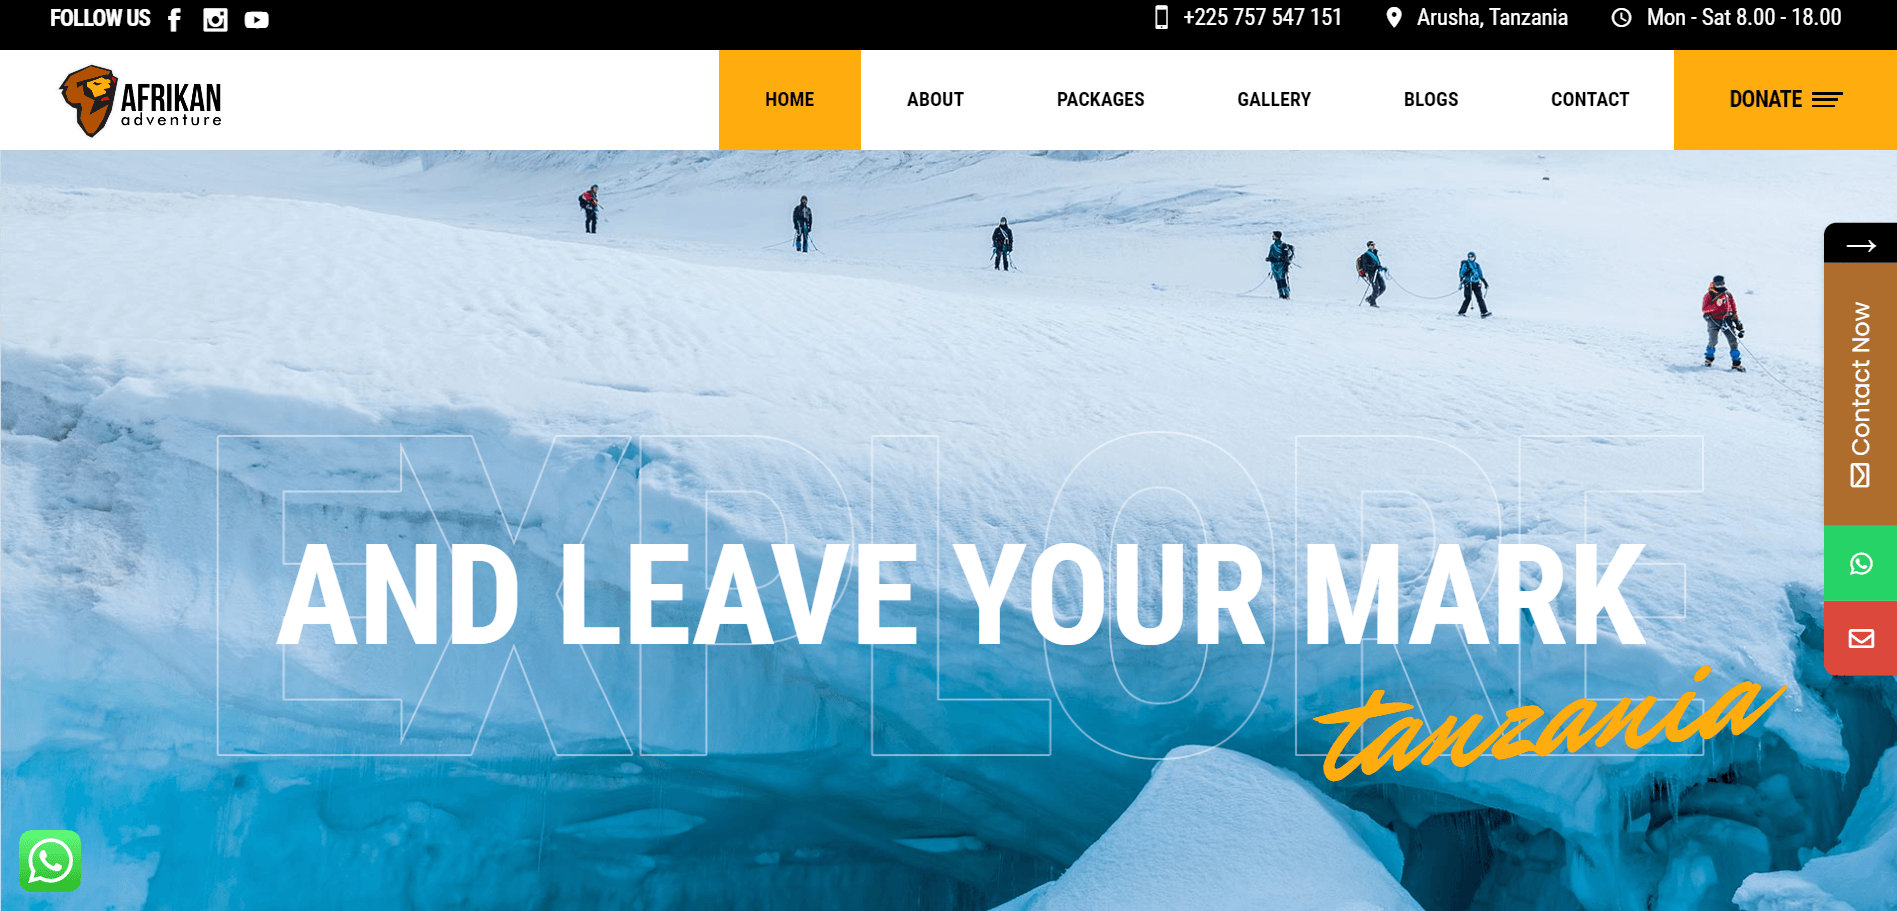 FOLLOW US
+225 757 547 151
Arusha, Tanzania
Mon - Sat 8.00 - 18.00
AFRIKAN
adventure
HOME
ABOUT
PACKAGES
GALLERY
BLOGS
CONTACT
DONATE
Contact Now
EXPLORE
AND LEAVE YOUR MARK
tanzania